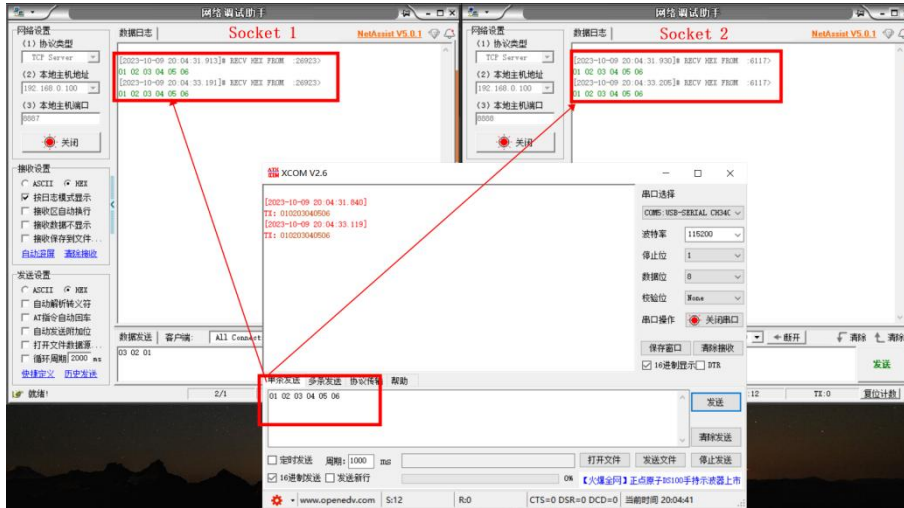 网络调试助手
网络设置
(1) 协议类型
TCP Server
(2) 本地主机地址
192.168.0.100
(3) 本地主机端口
8887
关闭
接收设置
ASCII HEX
按日志模式显示
接收区自动换行
接收数据不显示
接收保存到文件...
自动滚屏 清除接收
发送设置
ASCII HEX
自动解析转义符
AT指令自动回车
自动发送附加位
打开文件数据源...
循环周期 2000 ms
快捷定义 历史发送
就绪!
2/1
数据日志
Socket 1
NetAssist V5.0.1
[2023-10-09 20:04:31.913]# RECV HEX FROM :26923>
01 02 03 04 05 06
[2023-10-09 20:04:33.191]# RECV HEX FROM :26923>
01 02 03 04 05 06
数据发送 客户端: All Connect
03 02 01
网络调试助手
网络设置
(1) 协议类型
TCP Server
(2) 本地主机地址
192.168.0.100
(3) 本地主机端口
8888
关闭
数据日志
Socket 2
NetAssist V5.0.1
[2023-10-09 20:04:31.930]# RECV HEX FROM :6117>
01 02 03 04 05 06
[2023-10-09 20:04:33.205]# RECV HEX FROM :6117>
01 02 03 04 05 06
断开 清除 清除
发送
:12 TX:0 复位计数
ATK XCOM V2.6
[2023-10-09 20:04:31.840]
TX: 010203040506
[2023-10-09 20:04:33.119]
TX: 010203040506
串口选择
COM5:USB-SERIAL CH34C
波特率 115200
停止位 1
数据位 8
校验位 None
串口操作 关闭串口
保存窗口 清除接收
16进制显示 DTR
单条发送 多条发送 协议传输 帮助
01 02 03 04 05 06
发送
清除发送
定时发送 周期: 1000 ms 打开文件 发送文件 停止发送
16进制发送 发送新行 0% 【火爆全网】正点原子DS100手持示波器上市
www.openedv.com S:12 R:0 CTS=0 DSR=0 DCD=0 当前时间 20:04:41